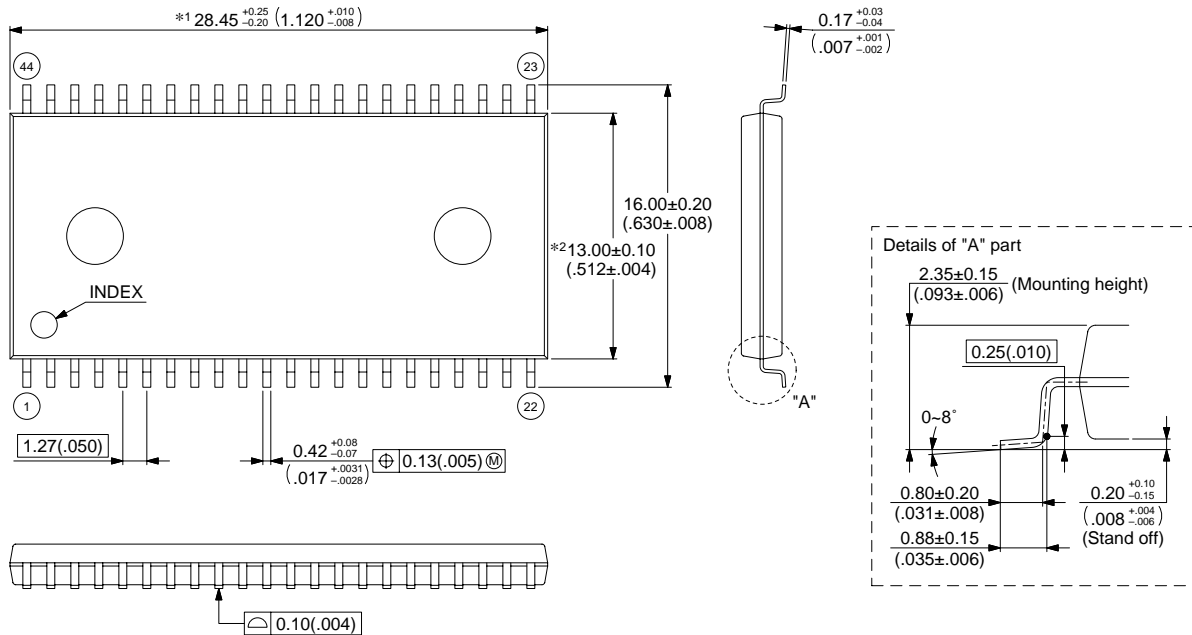 *1 28.45 +0.25 −0.20 (1.120 +.010 −.008)
0.17 +0.03 −0.04
(.007 +.001 −.002)
44
23
16.00±0.20
(.630±.008)
*2 13.00±0.10
(.512±.004)
INDEX
1
22
"A"
1.27(.050)
0.42 +0.08 −0.07
(.017 +.0031 −.0028)
⌖ 0.13(.005) Ⓜ
⌓ 0.10(.004)
Details of "A" part
2.35±0.15
(.093±.006)
(Mounting height)
0.25(.010)
0~8°
0.80±0.20
(.031±.008)
0.88±0.15
(.035±.006)
0.20 +0.10 −0.15
(.008 +.004 −.006)
(Stand off)